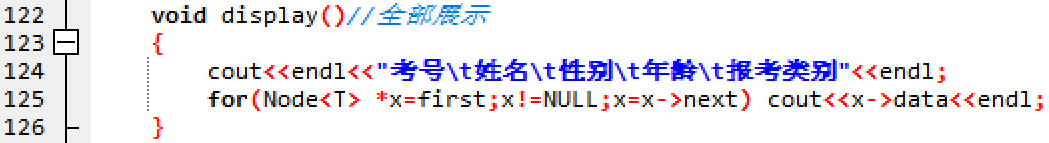 122 void display()//全部展示
123 {
124 cout<<endl<<"考号\t姓名\t性别\t年龄\t报考类别"<<endl;
125 for(Node<T> *x=first;x!=NULL;x=x->next) cout<<x->data<<endl;
126 }